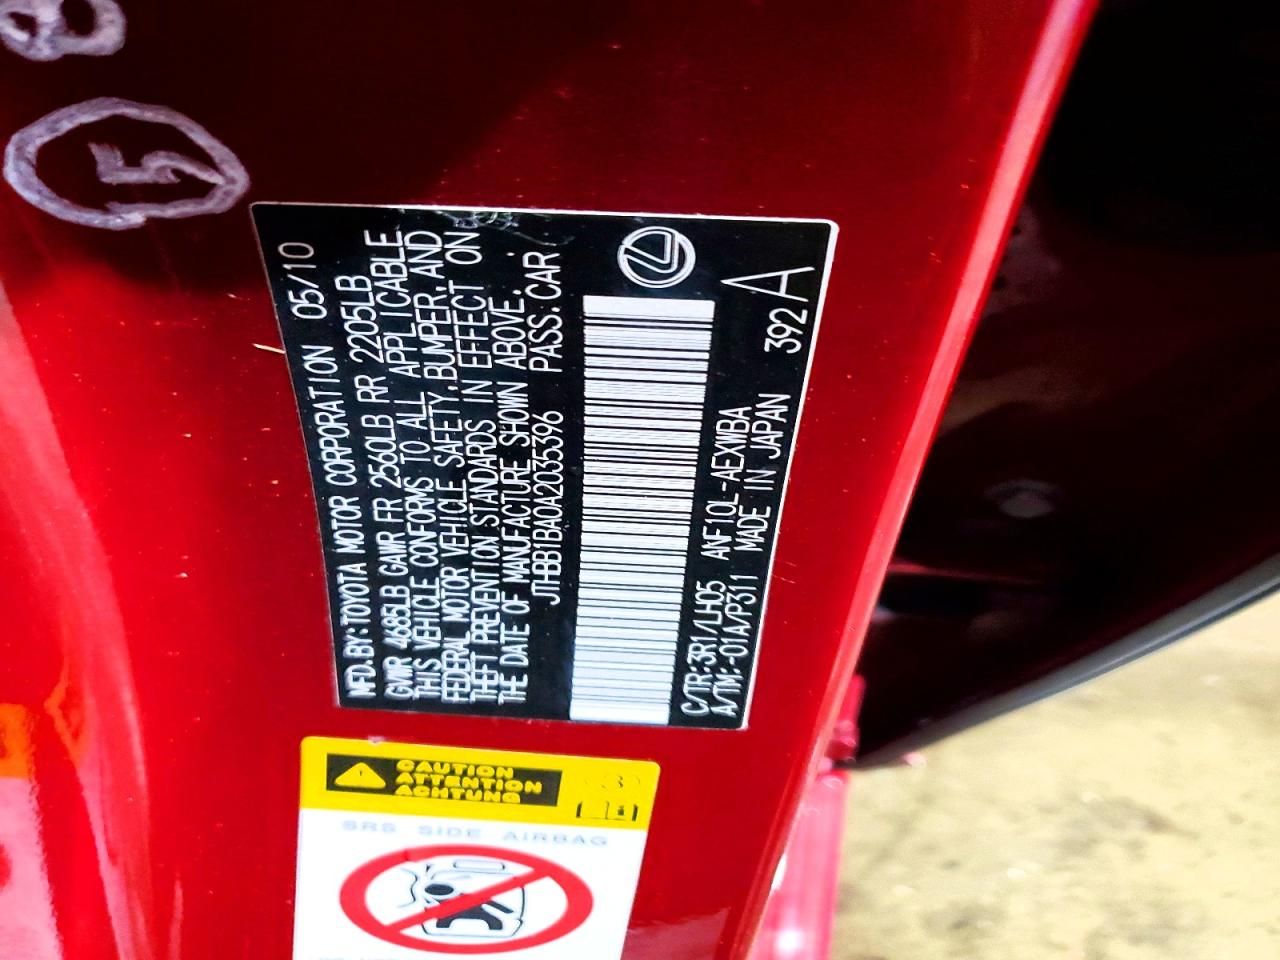 15
MFD.BY:TOYOTA MOTOR CORPORATION 05/10
GVWR 4685LB GAWR FR 2560LB RR 2205LB
THIS VEHICLE CONFORMS TO ALL APPLICABLE
FEDERAL MOTOR VEHICLE SAFETY, BUMPER, AND
THEFT PREVENTION STANDARDS IN EFFECT ON
THE DATE OF MANUFACTURE SHOWN ABOVE.
JTHBB1BA0A2035396 PASS. CAR
C/TR:3R1/LH05 ANF10L-AEXWBA
A/TM:-01A/P311 MADE IN JAPAN 392A
CAUTION
ATTENTION
ACHTUNG
SRS SIDE AIRBAG